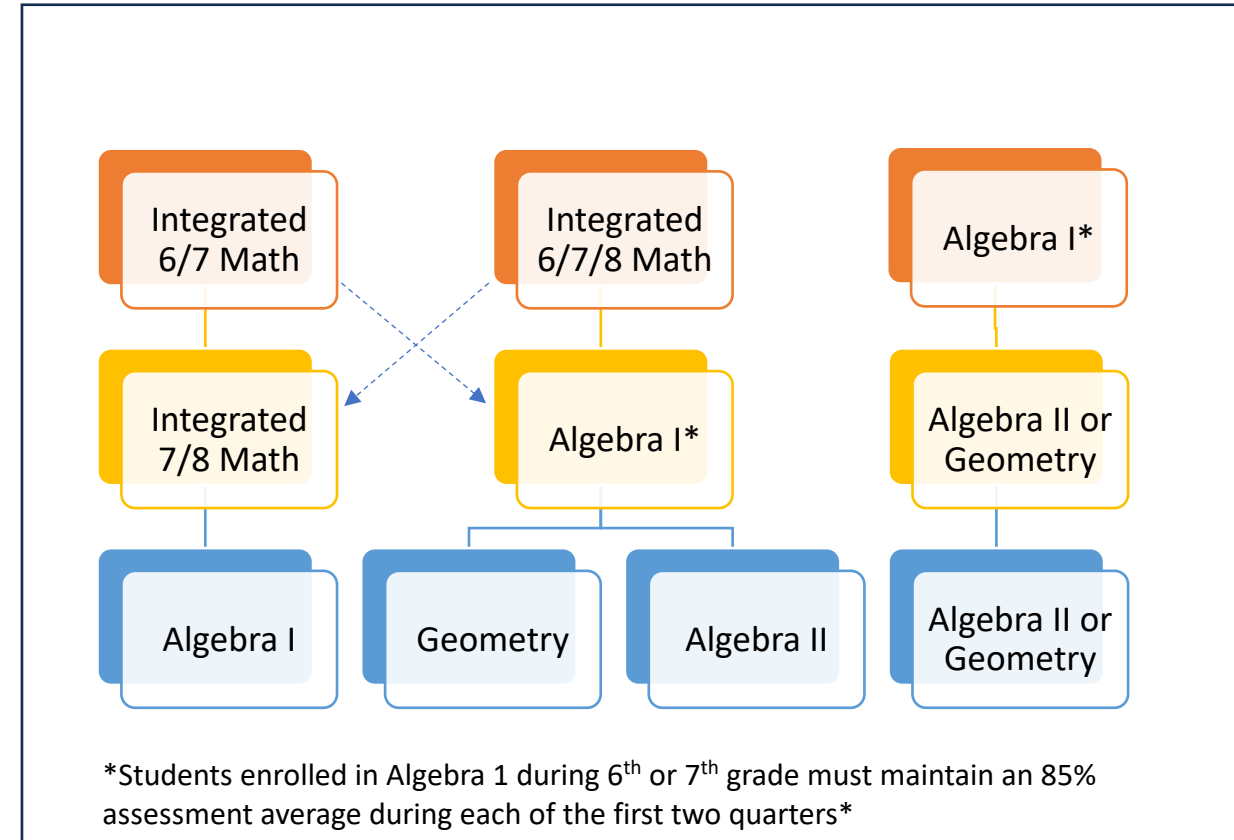 Integrated
6/7 Math
Integrated
6/7/8 Math
Algebra I*
Integrated
7/8 Math
Algebra I*
Algebra II or
Geometry
Algebra I
Geometry
Algebra II
Algebra II or
Geometry
*Students enrolled in Algebra 1 during 6th or 7th grade must maintain an 85%
assessment average during each of the first two quarters*